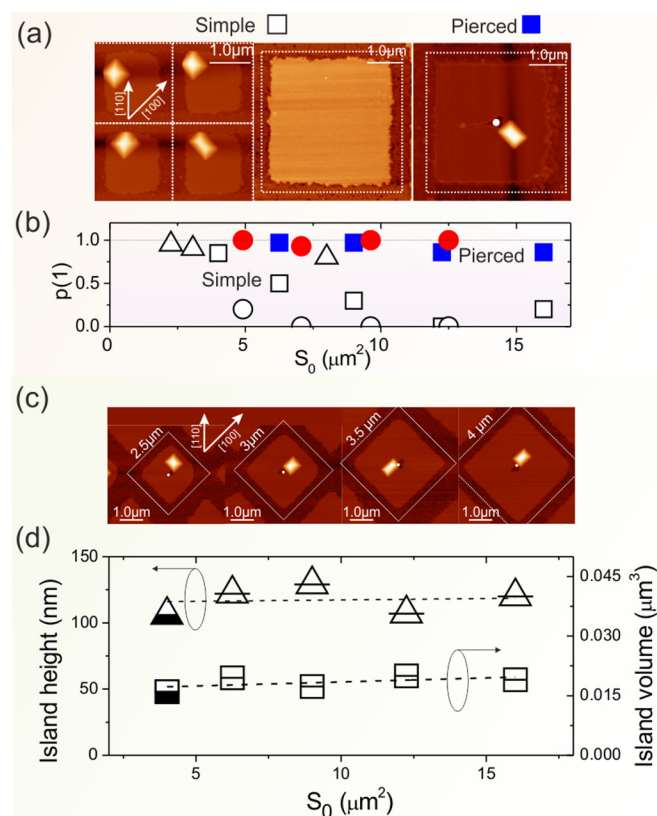 Simple Pierced
(a)
1.0μm 1.0μm 1.0μm
[110] [100]
(b)
1.0
0.5
0.0
p(1)
Simple
Pierced
0 5 10 15
S0 (μm2)
(c)
[110] [100]
2.5μm 3μm 3.5 μm 4 μm
1.0μm 1.0μm 1.0μm 1.0μm
(d)
150
100
50
0
Island height (nm)
0.045
0.030
0.015
0.000
Island volume (μm3)
5 10 15
S0 (μm2)